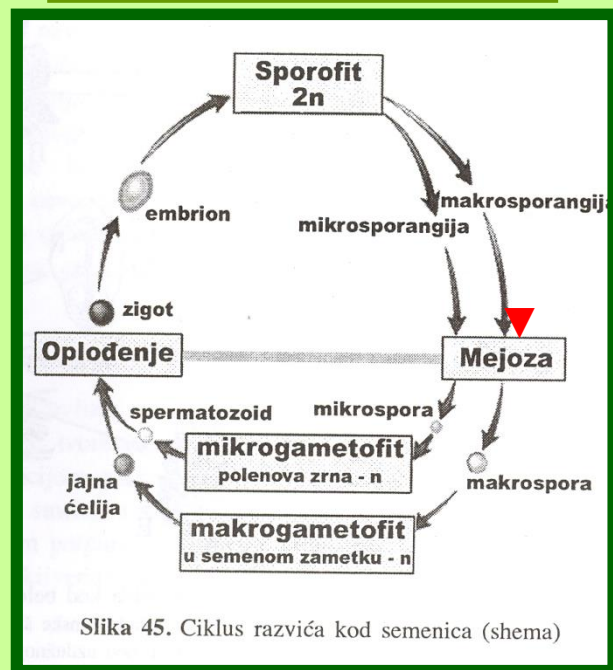 Sporofit
2n
embrion
mikrosporangija
makrosporangija
zigot
Oplođenje
Mejoza
spermatozoid
mikrospora
mikrogametofit
polenova zrna - n
jajna
ćelija
makrospora
makrogametofit
u semenom zametku - n
Slika 45. Ciklus razvića kod semenica (shema)